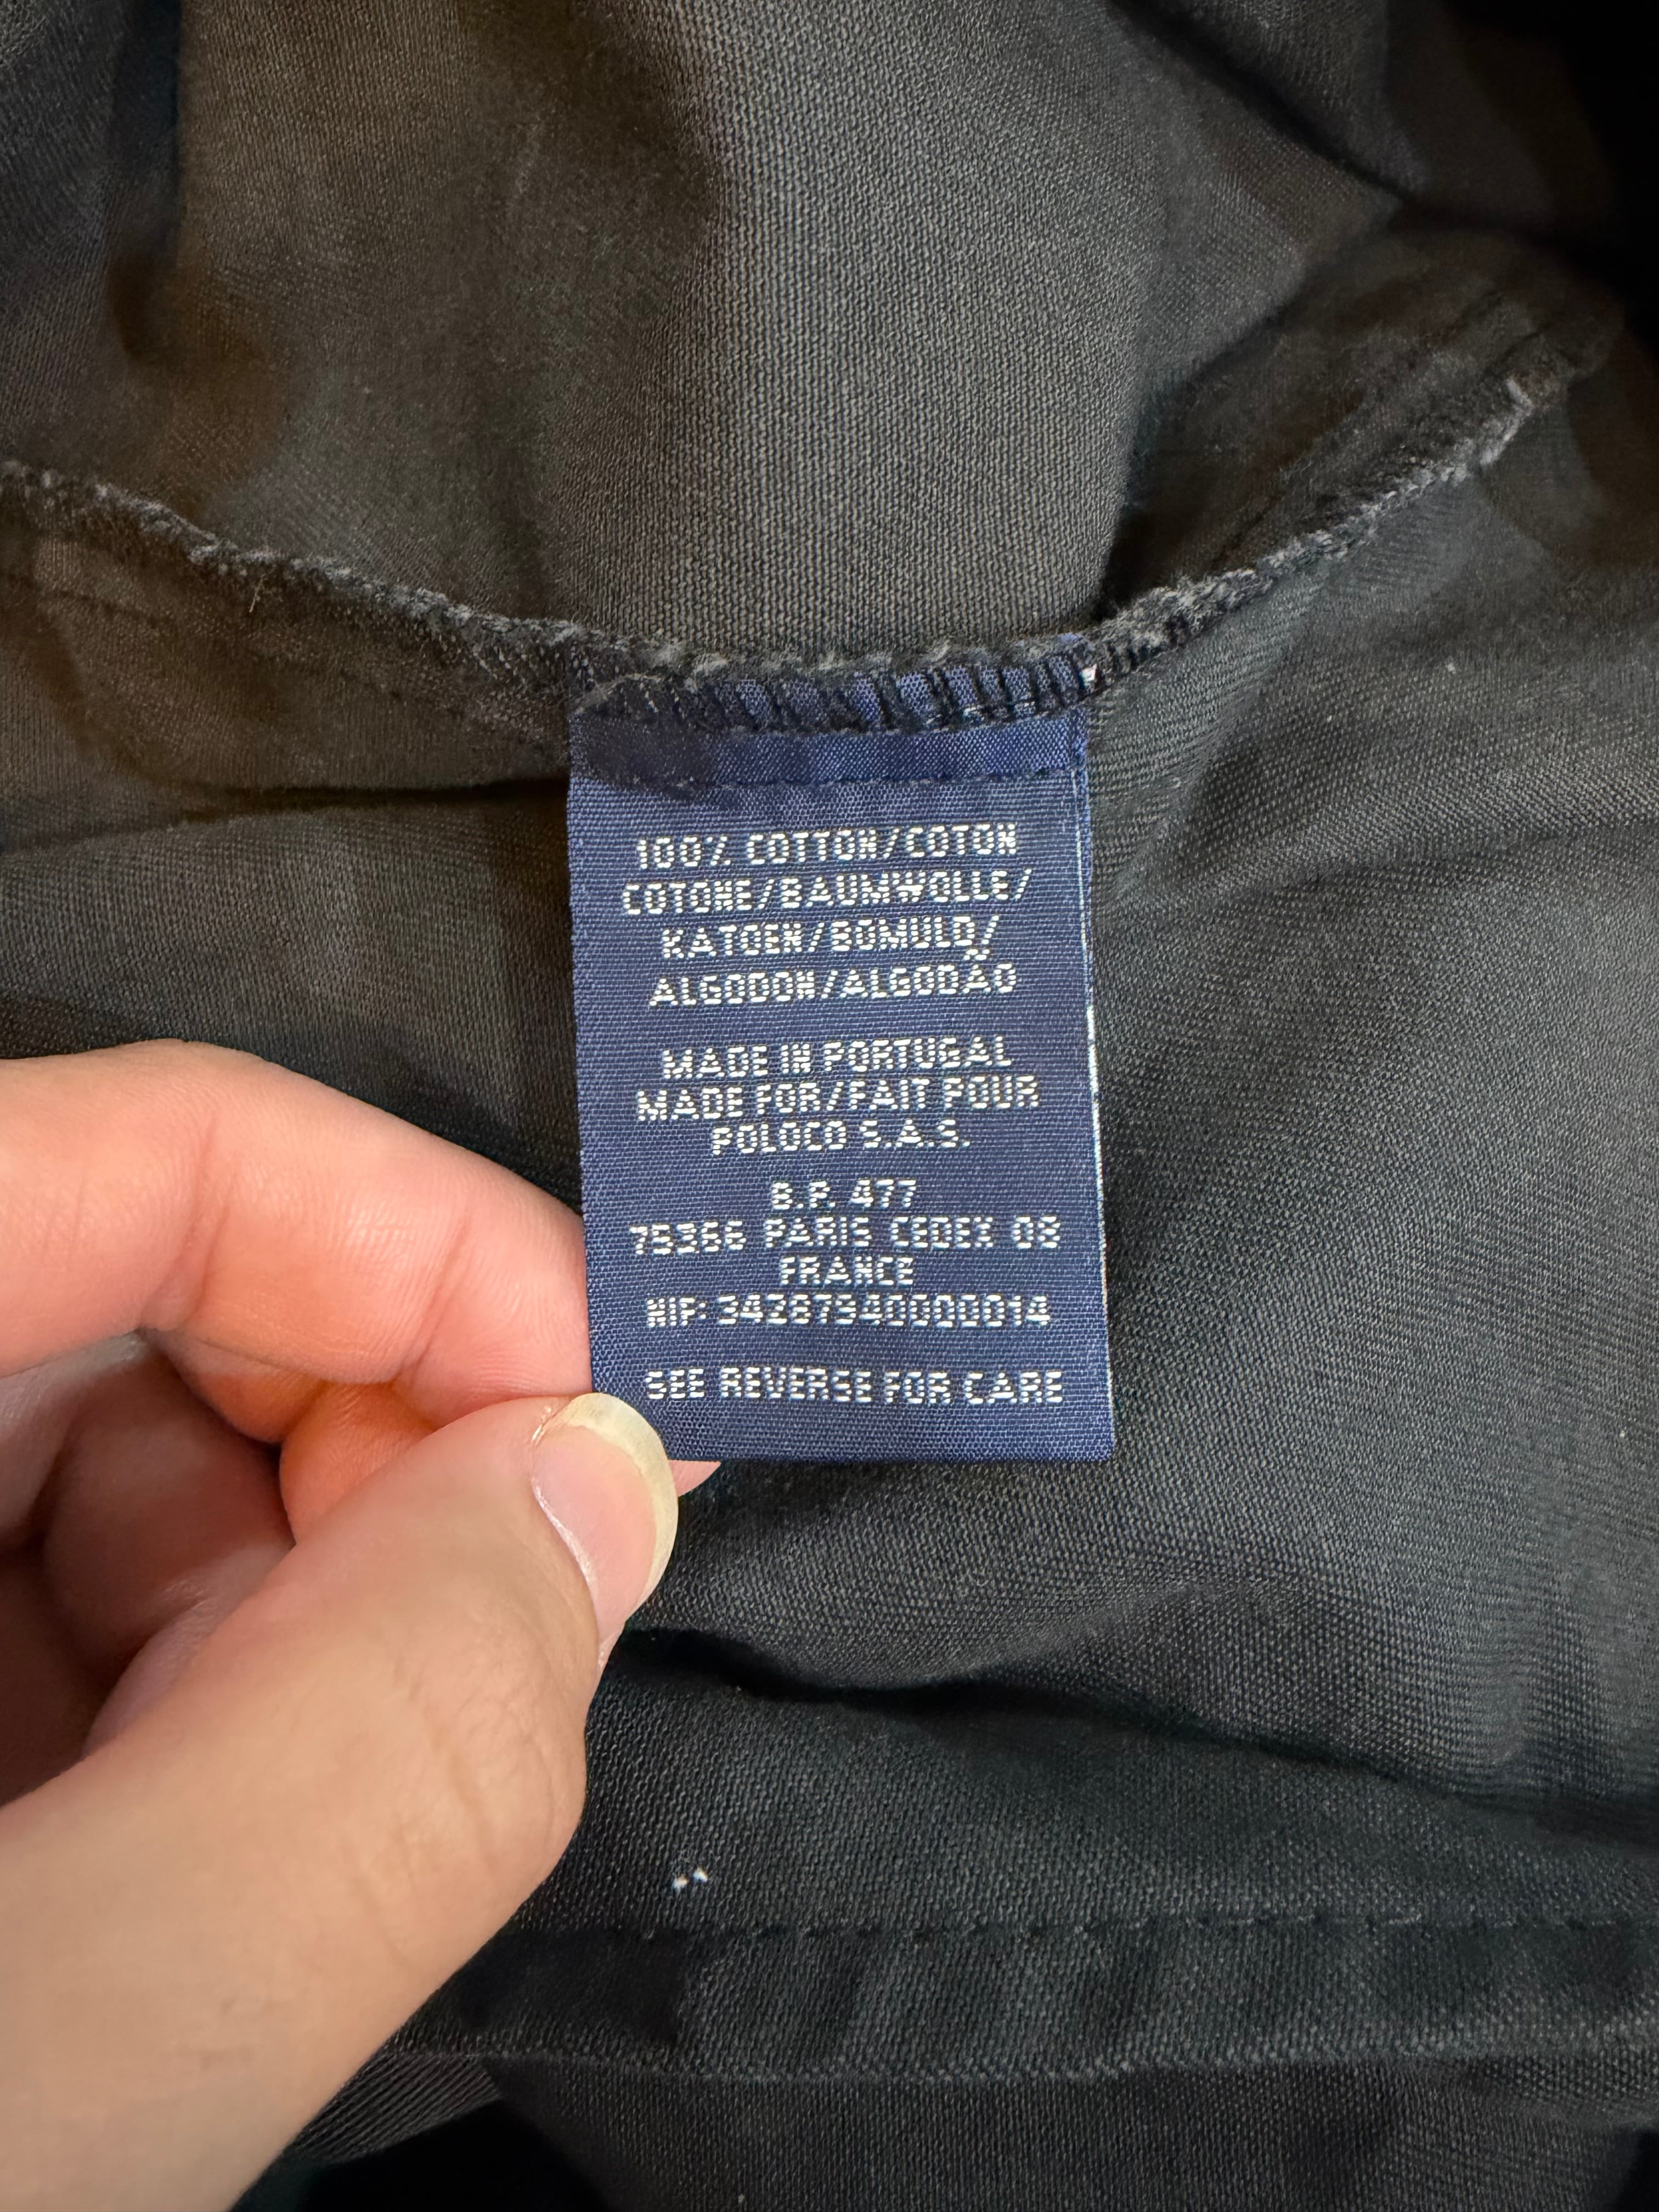 100% COTTON/COTON
COTONE/BAUMWOLLE/
KATOEN/BOMULD/
ALGODON/ALGODÃO
MADE IN PORTUGAL
MADE FOR/FAIT POUR
POLOCO S.A.S.
B.P. 477
75366 PARIS CEDEX 08
FRANCE
NIP: 34267940000014
SEE REVERSE FOR CARE